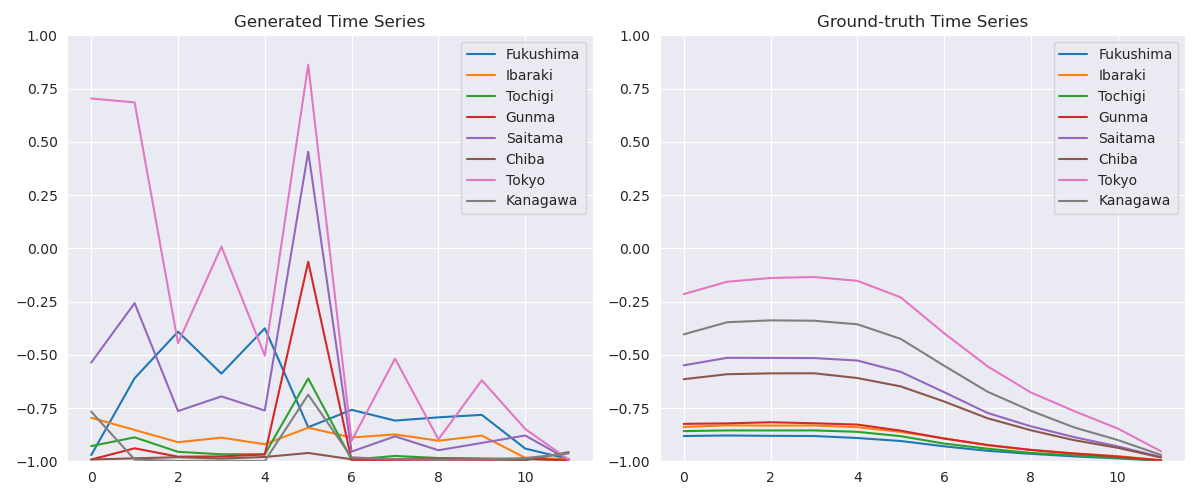 Generated Time Series
1.00
0.75
0.50
0.25
0.00
−0.25
−0.50
−0.75
−1.00
0 2 4 6 8 10
Fukushima
Ibaraki
Tochigi
Gunma
Saitama
Chiba
Tokyo
Kanagawa
Ground-truth Time Series
1.00
0.75
0.50
0.25
0.00
−0.25
−0.50
−0.75
−1.00
0 2 4 6 8 10
Fukushima
Ibaraki
Tochigi
Gunma
Saitama
Chiba
Tokyo
Kanagawa